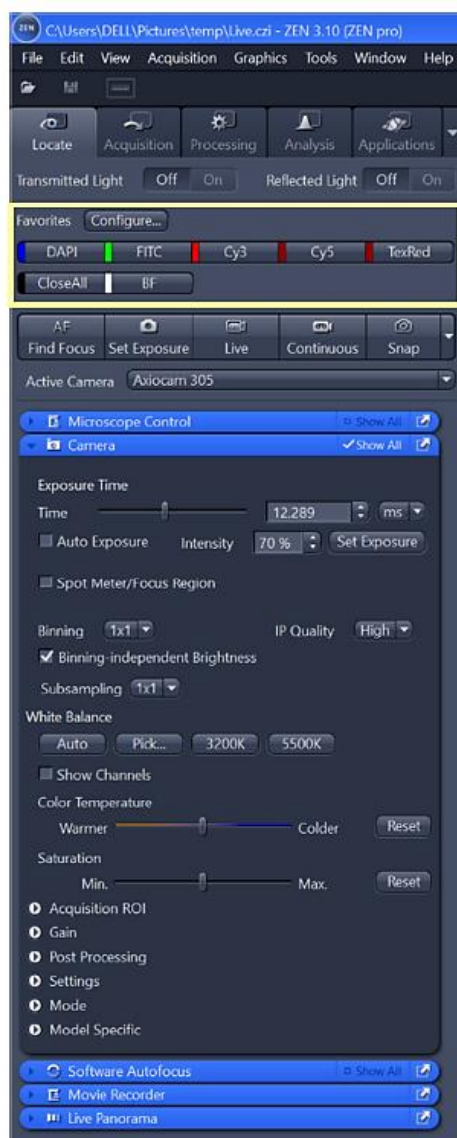 ZEN C:\Users\DELL\Pictures\temp\Live.czi - ZEN 3.10 (ZEN pro)
File Edit View Acquisition Graphics Tools Window Help
Locate Acquisition Processing Analysis Applications
Transmitted Light Off On Reflected Light Off On
Favorites Configure...
DAPI FITC Cy3 Cy5 TexRed
CloseAll BF
AF
Find Focus Set Exposure Live Continuous Snap
Active Camera Axiocam 305
Microscope Control Show All
Camera Show All
Exposure Time
Time 12.289 ms
Auto Exposure Intensity 70 % Set Exposure
Spot Meter/Focus Region
Binning 1x1 IP Quality High
Binning-independent Brightness
Subsampling 1x1
White Balance
Auto Pick... 3200K 5500K
Show Channels
Color Temperature
Warmer Colder Reset
Saturation
Min. Max. Reset
Acquisition ROI
Gain
Post Processing
Settings
Mode
Model Specific
Software Autofocus Show All
Movie Recorder
Live Panorama